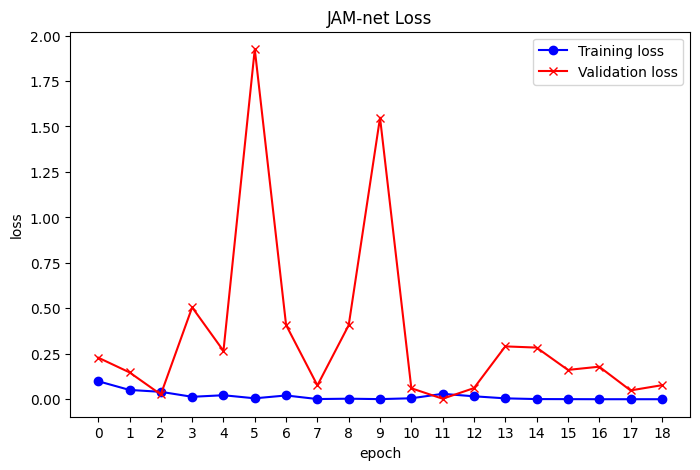 JAM-net Loss
Training loss
Validation loss
2.00
1.75
1.50
1.25
1.00
0.75
0.50
0.25
0.00
loss
0 1 2 3 4 5 6 7 8 9 10 11 12 13 14 15 16 17 18
epoch